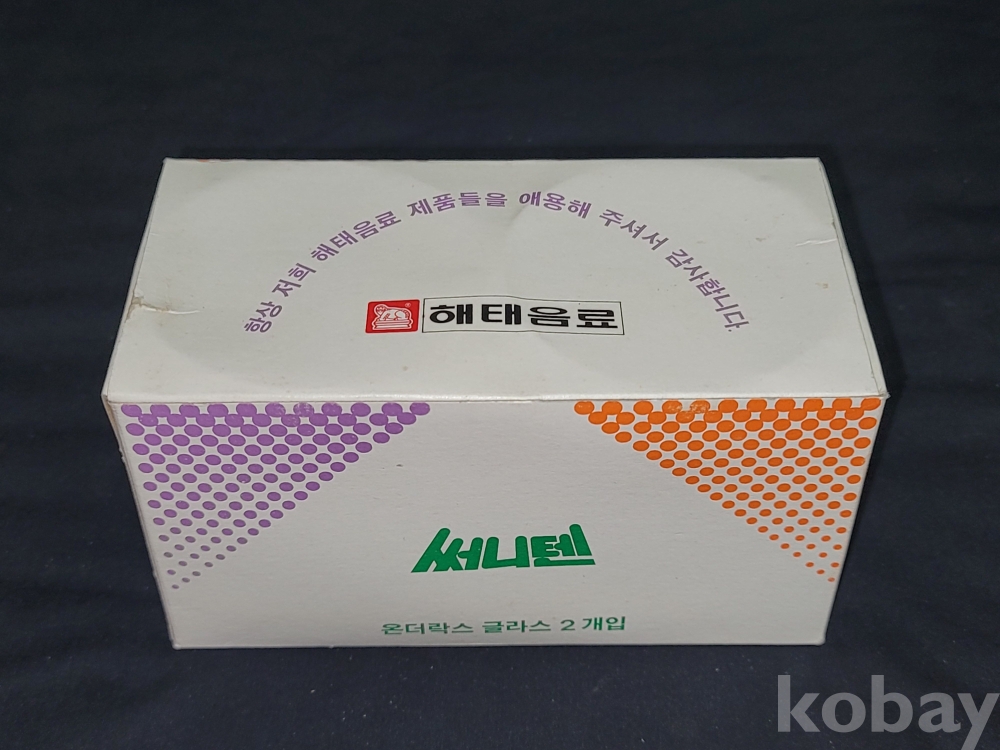 항상 저희 해태음료 제품들을 애용해 주셔서 감사합니다.
해태음료
써니텐
온더락스 글라스 2개입
kobay